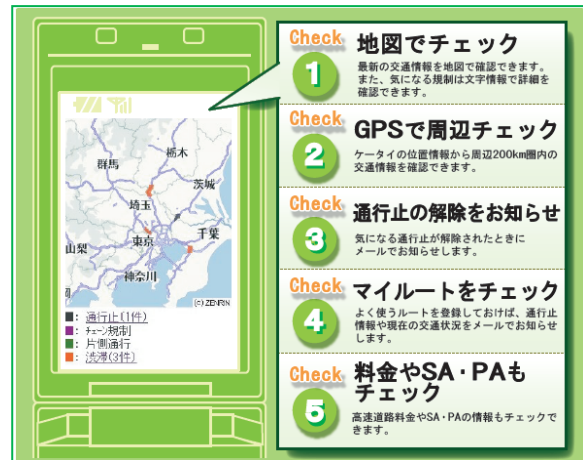 Check 1
地図でチェック
最新の交通情報を地図で確認できます。
また、気になる規制は文字情報で詳細を
確認できます。
Check 2
GPSで周辺チェック
ケータイの位置情報から周辺200km圏内の
交通情報を確認できます。
Check 3
通行止の解除をお知らせ
気になる通行止が解除されたときに
メールでお知らせします。
Check 4
マイルートをチェック
よく使うルートを登録しておけば、通行止
情報や現在の交通状況をメールでお知らせ
します。
Check 5
料金やSA・PAも
チェック
高速道路料金やSA・PAの情報もチェックで
きます。
群馬
栃木
茨城
埼玉
山梨
東京
千葉
神奈川
(c)ZENRIN
■：通行止(1件)
■：チェーン規制
■：片側通行
■：渋滞(3件)